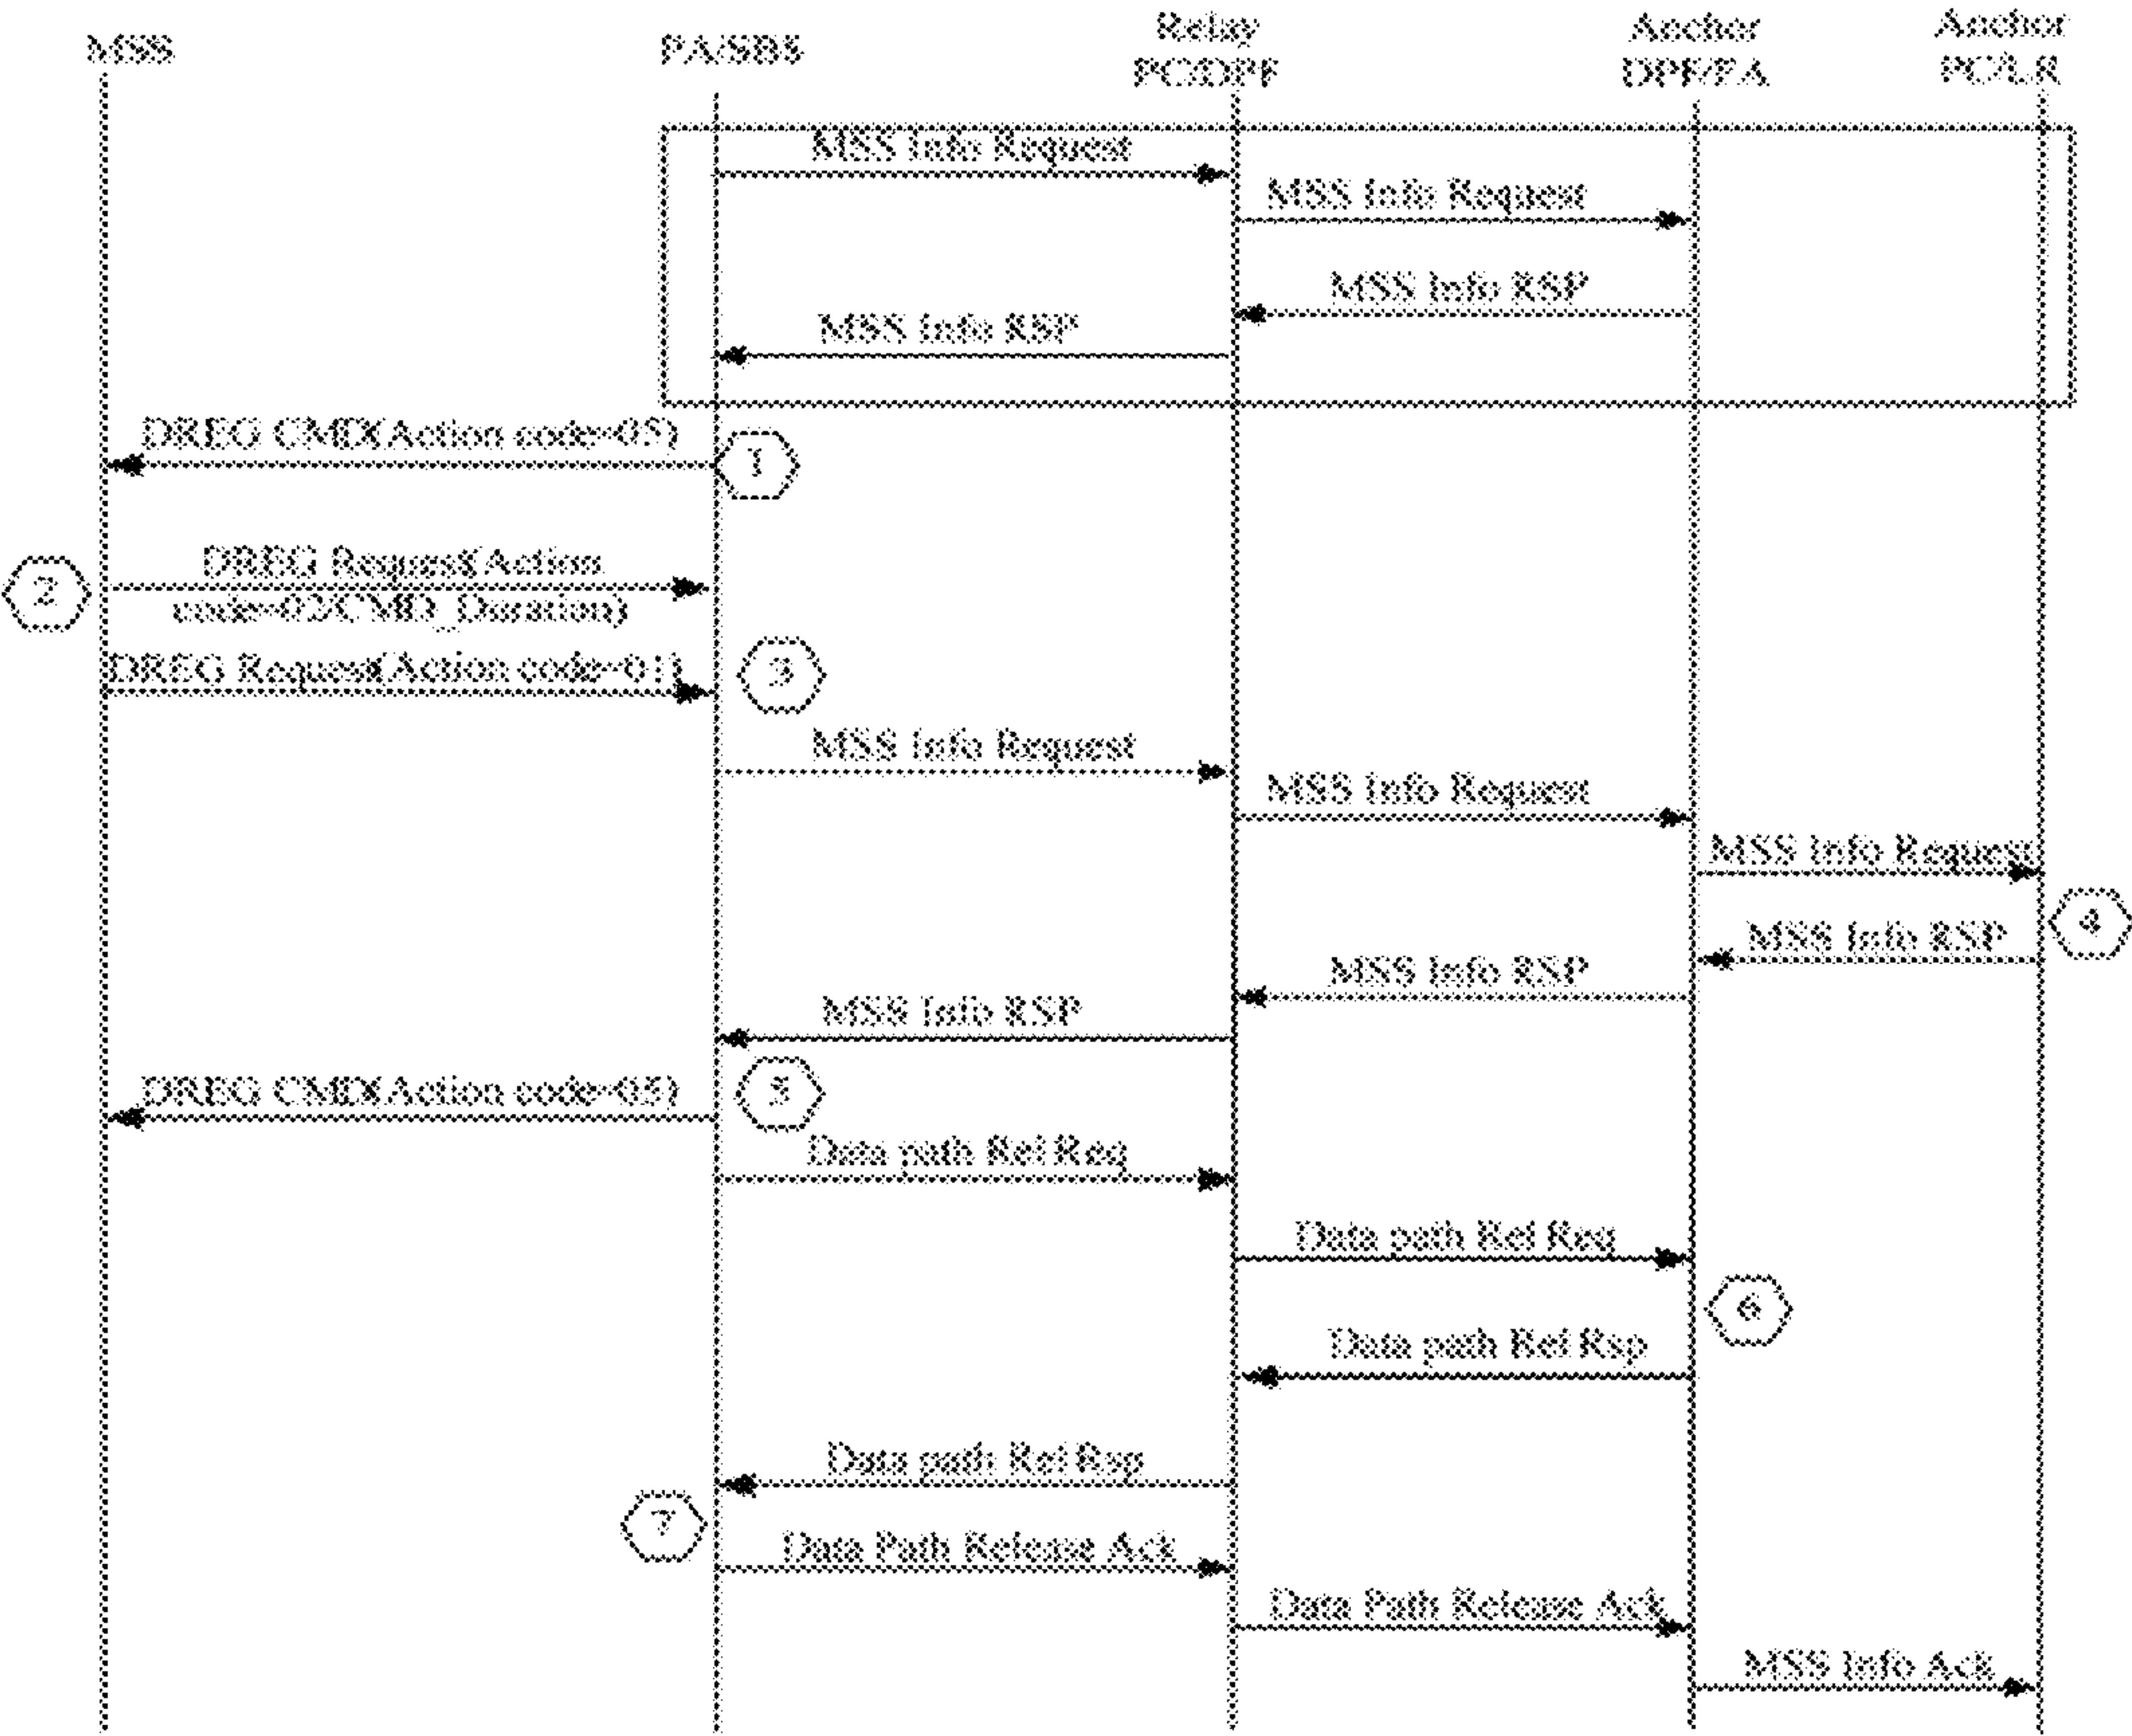 MSS
PA/SBS
Relay
PC/DPF
Anchor
DPF/FA
Anchor
PC/LR
MSS Info Request
MSS Info Request
MSS Info RSP
MSS Info RSP
DREG CMD(Action code=05)
1
DREG Request(Action
2
code=02/CMD_Duration)
DREG Request(Action code=01)
3
MSS Info Request
MSS Info Request
MSS Info Request
4
MSS Info RSP
MSS Info RSP
MSS Info RSP
DREG CMD(Action code=05)
5
Data path Rel Req
Data path Rel Req
6
Data path Rel Rsp
Data path Rel Rsp
7
Data Path Release Ack
Data Path Release Ack
MSS Info Ack